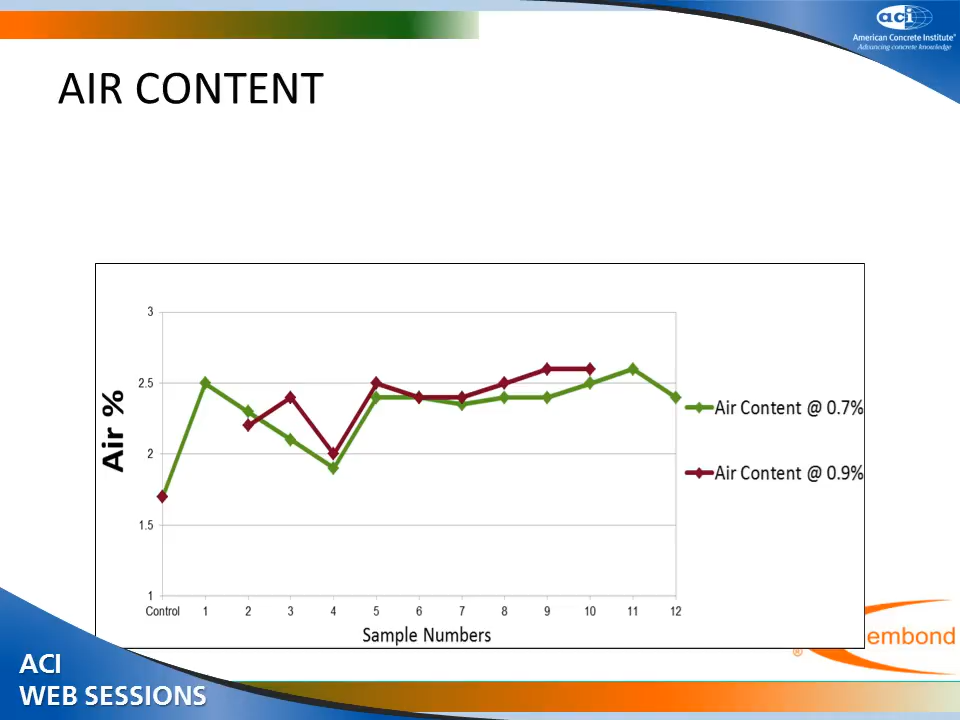 aci
American Concrete Institute®
Advancing concrete knowledge
AIR CONTENT
3
2.5
2
1.5
1
Air %
Control 1 2 3 4 5 6 7 8 9 10 11 12
Sample Numbers
Air Content @ 0.7%
Air Content @ 0.9%
embond
®
ACI
WEB SESSIONS